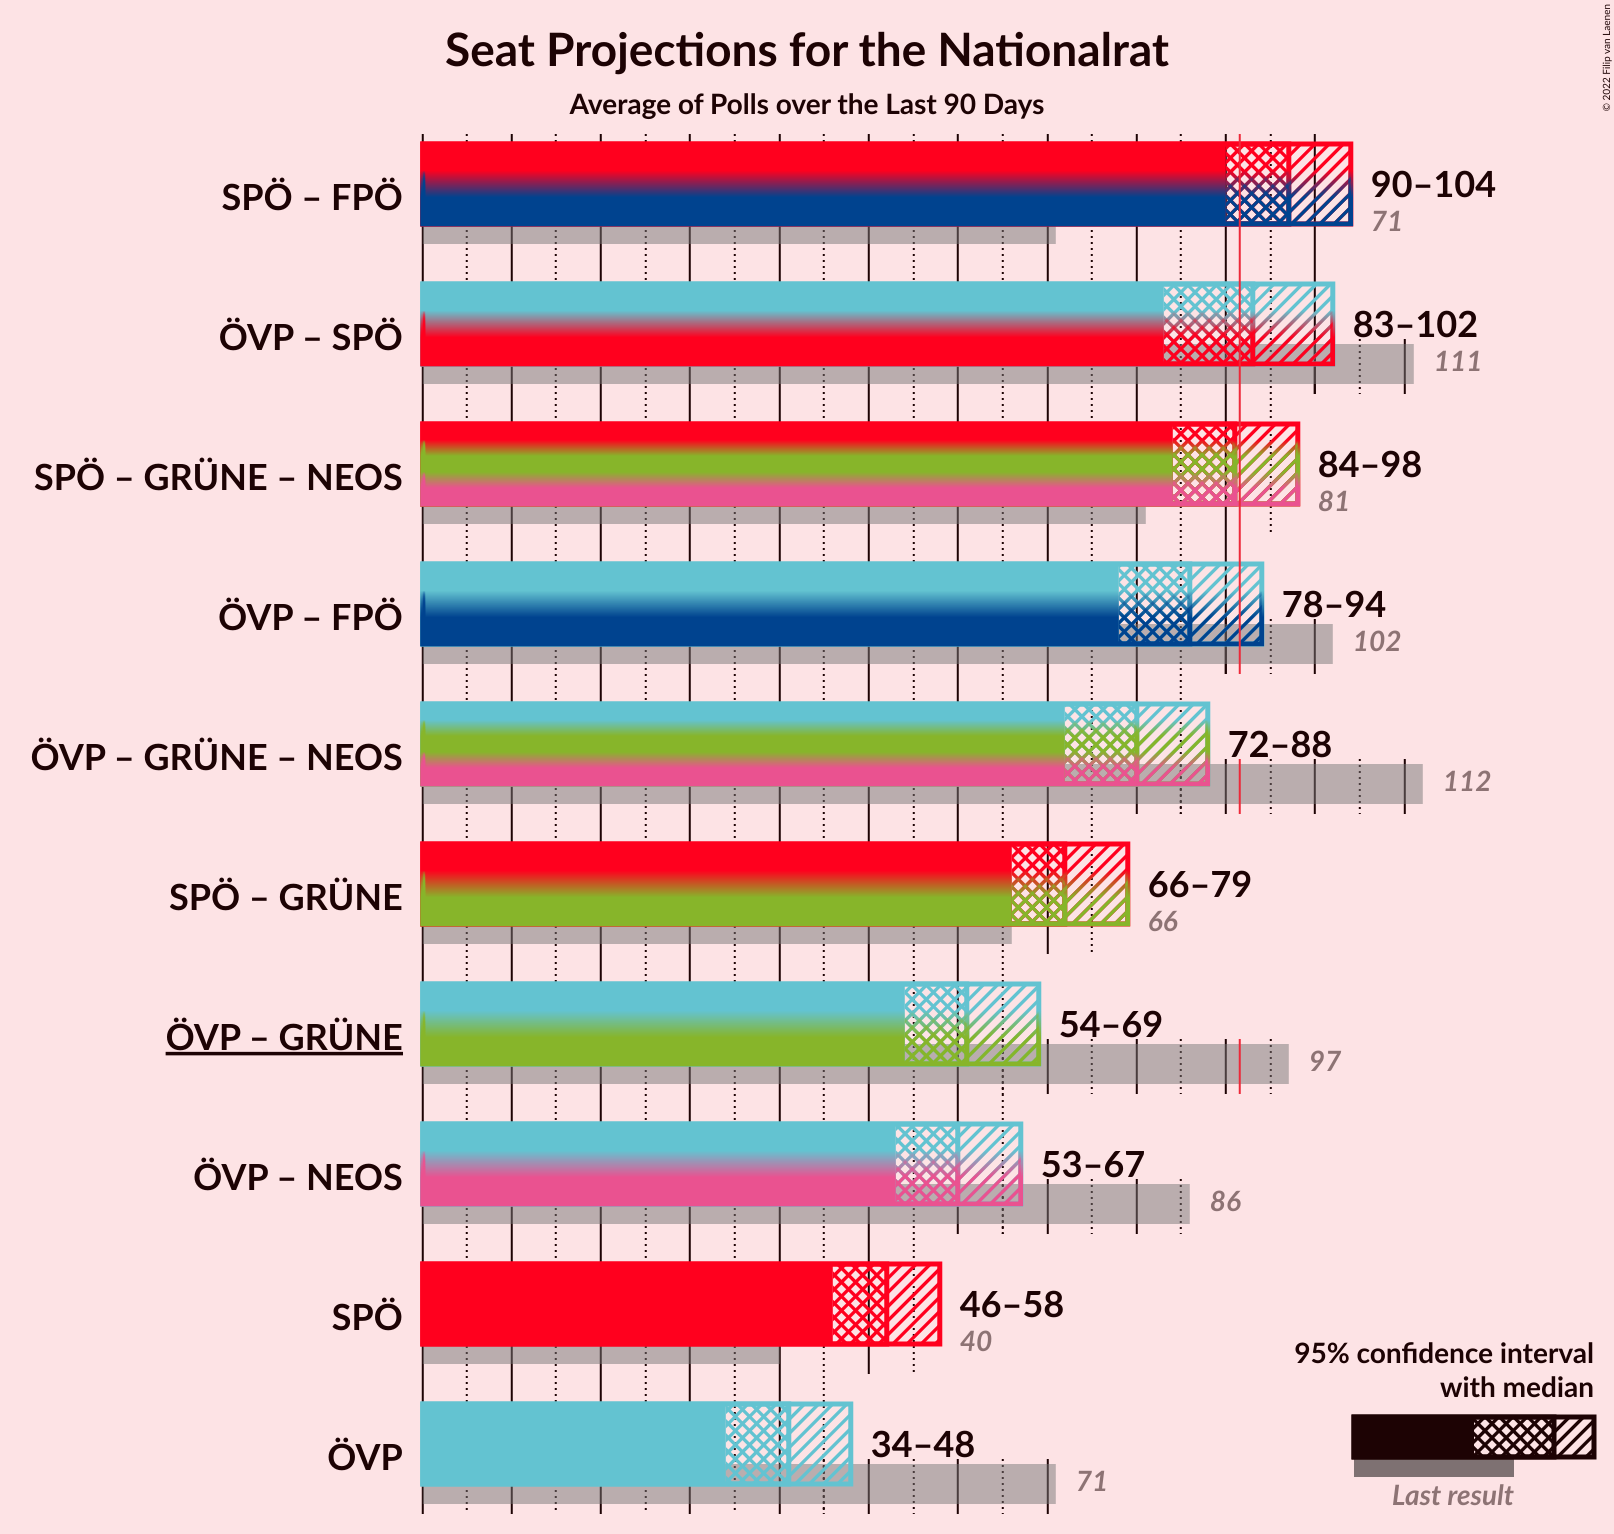 Seat Projections for the Nationalrat
Average of Polls over the Last 90 Days
© 2022 Filip van Laenen
SPÖ – FPÖ
90–104
71
ÖVP – SPÖ
83–102
111
SPÖ – GRÜNE – NEOS
84–98
81
ÖVP – FPÖ
78–94
102
ÖVP – GRÜNE – NEOS
72–88
112
SPÖ – GRÜNE
66–79
66
ÖVP – GRÜNE
54–69
97
ÖVP – NEOS
53–67
86
SPÖ
46–58
40
ÖVP
34–48
71
95% confidence interval
with median
Last result